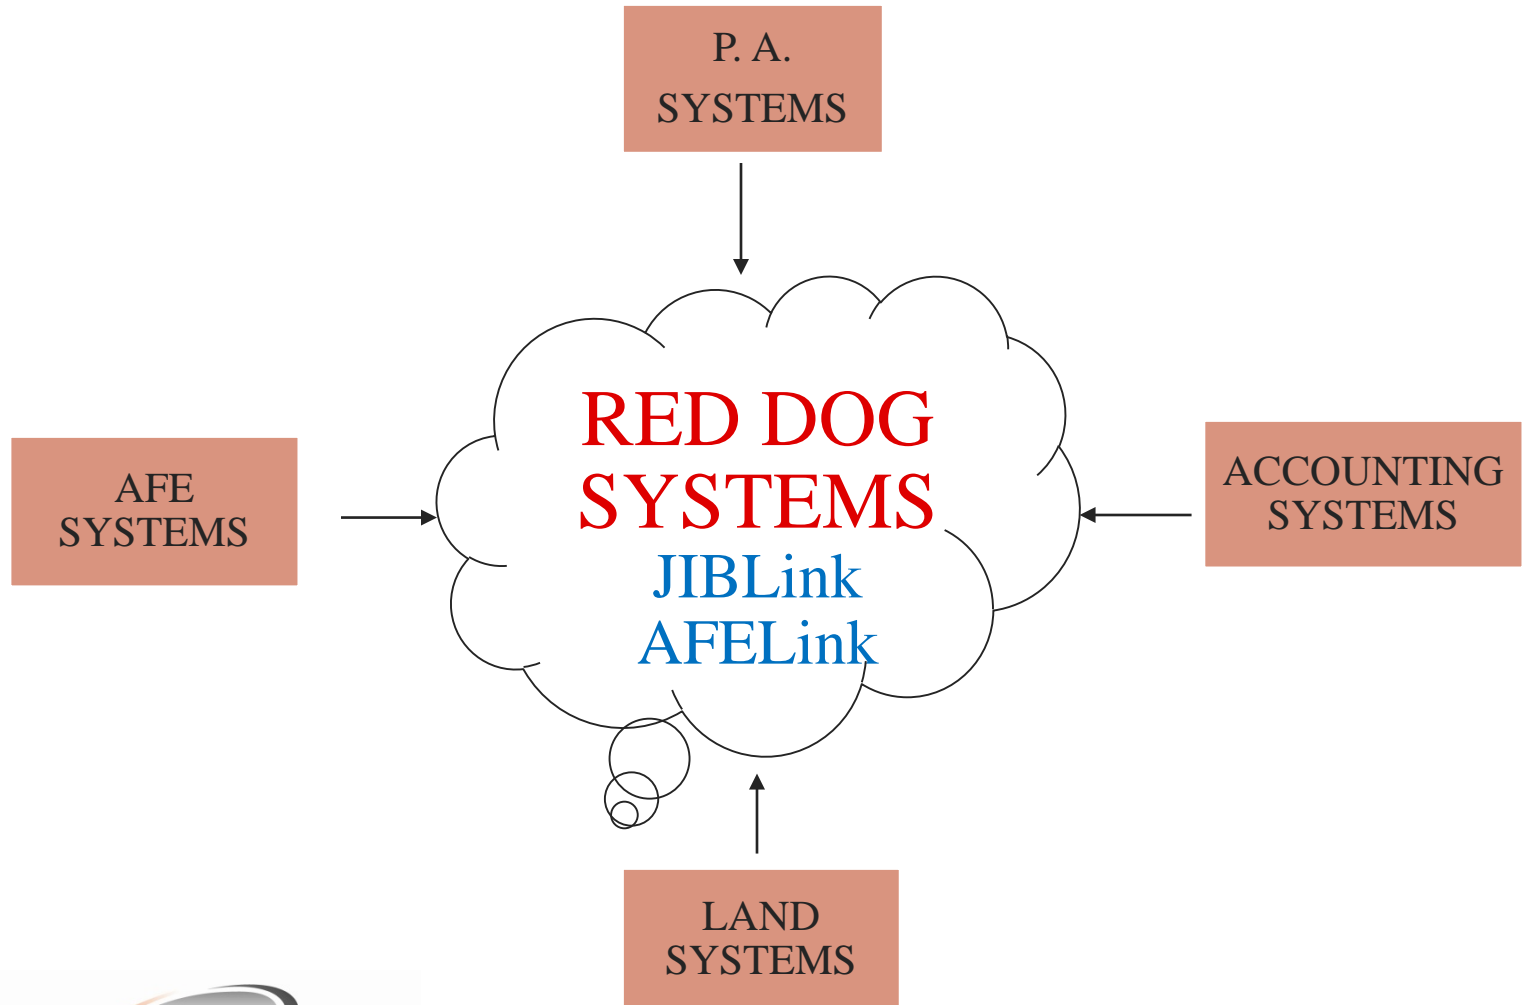 P. A.
SYSTEMS
RED DOG
SYSTEMS
JIBLink
AFELink
AFE
SYSTEMS
ACCOUNTING
SYSTEMS
LAND
SYSTEMS